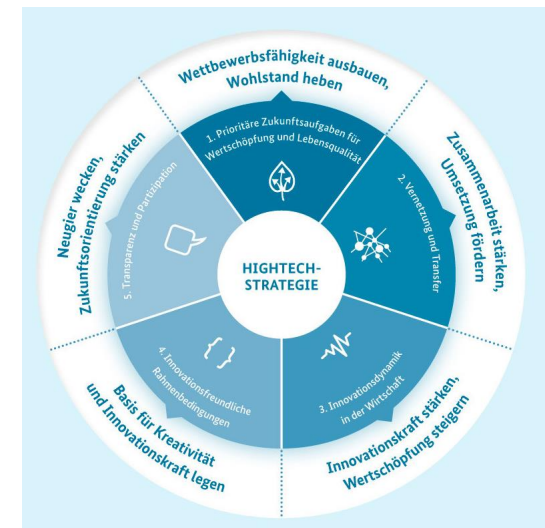 Wettbewerbsfähigkeit ausbauen,
Wohlstand heben
1. Prioritäre Zukunftsaufgaben für
Wertschöpfung und Lebensqualität
Zusammenarbeit stärken,
Umsetzung fördern
2. Vernetzung und Transfer
Innovationskraft stärken,
Wertschöpfung steigern
3. Innovationsdynamik
in der Wirtschaft
Basis für Kreativität
und Innovationskraft legen
4. Innovationsfreundliche
Rahmenbedingungen
Neugier wecken,
Zukunftsorientierung stärken
5. Transparenz und Partizipation
HIGHTECH-
STRATEGIE